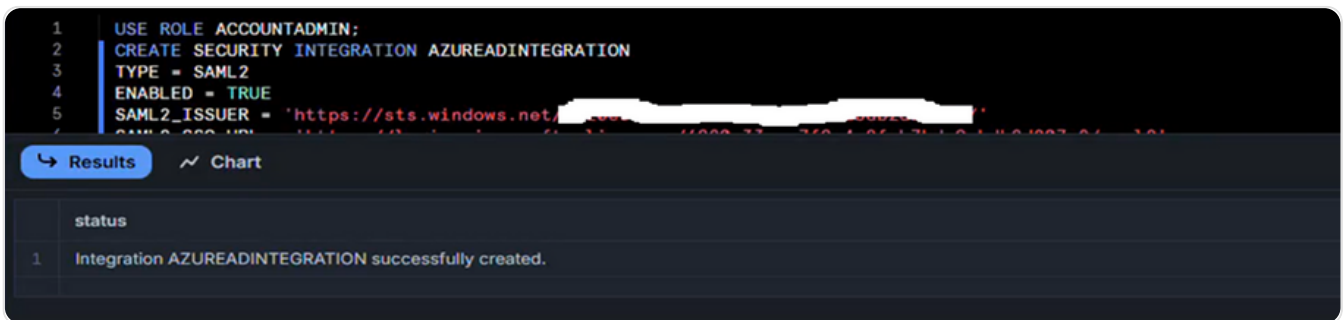 1 USE ROLE ACCOUNTADMIN;
2 CREATE SECURITY INTEGRATION AZUREADINTEGRATION
3 TYPE = SAML2
4 ENABLED = TRUE
5 SAML2_ISSUER = 'https://sts.windows.net/
Results Chart
status
1 Integration AZUREADINTEGRATION successfully created.